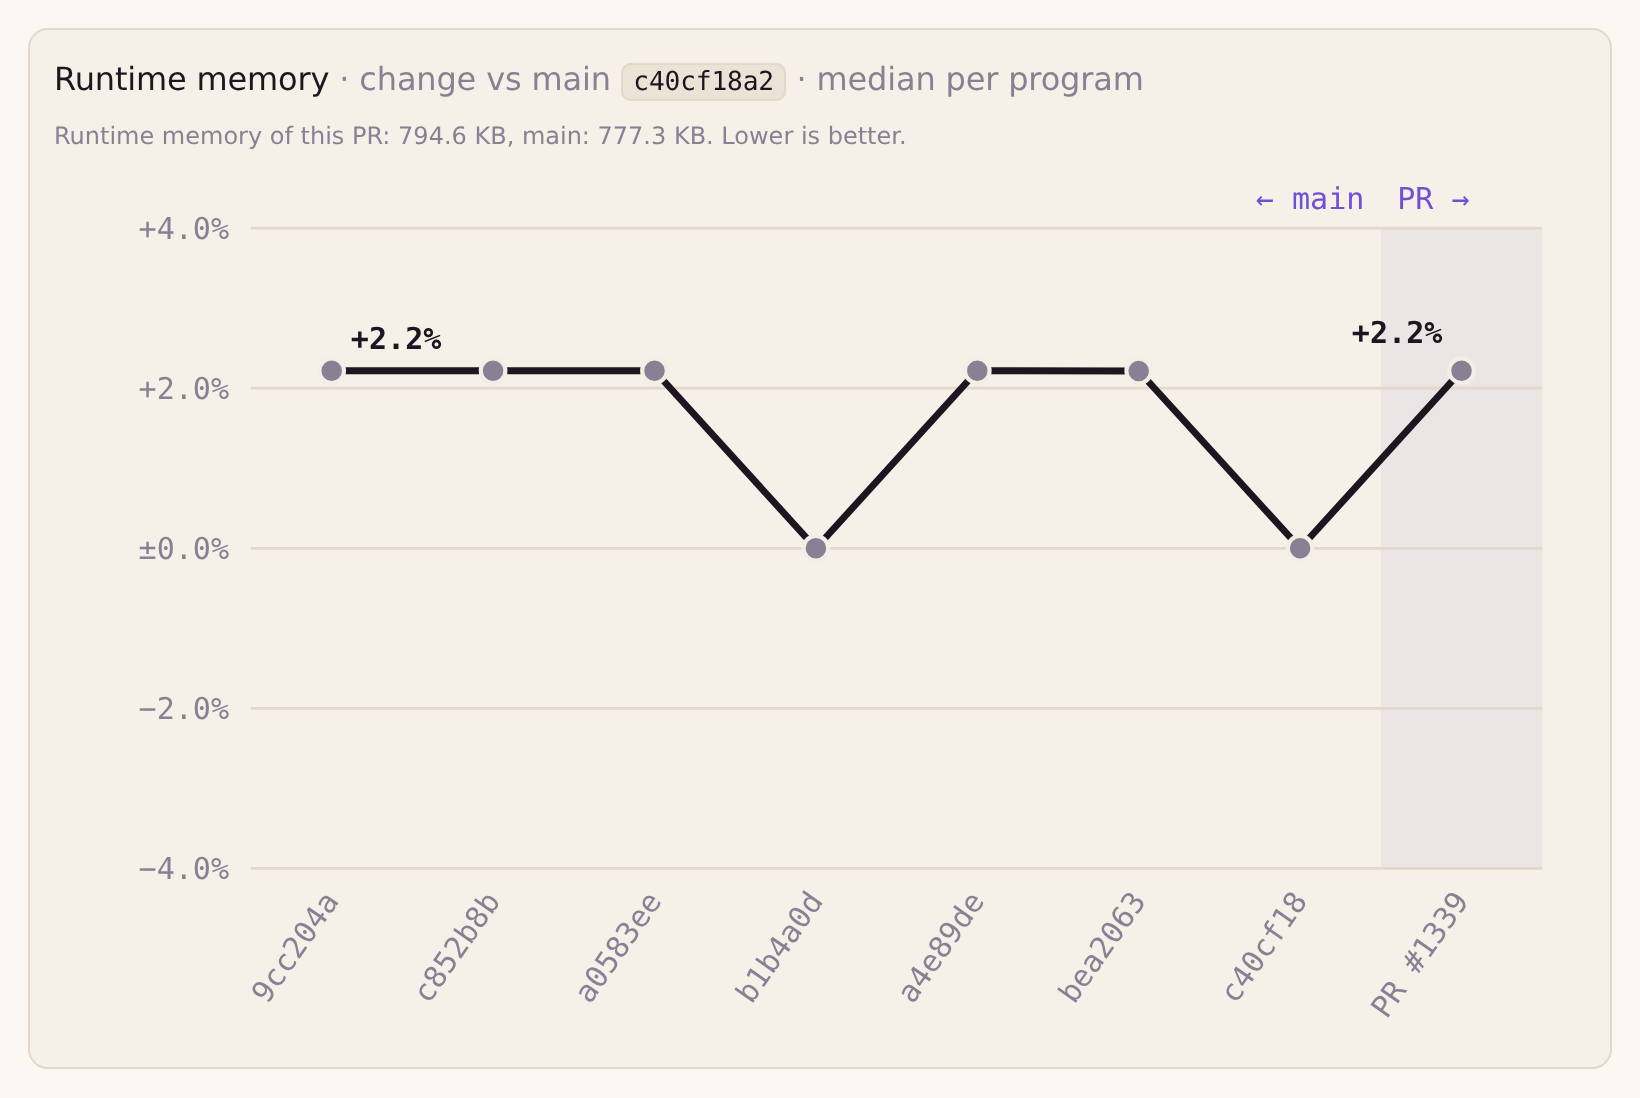 Runtime memory · change vs main c40cf18a2 · median per program
Runtime memory of this PR: 794.6 KB, main: 777.3 KB. Lower is better.
← main PR →
+4.0%
+2.2%
+2.2%
+2.0%
±0.0%
−2.0%
−4.0%
9cc204a
c852b8b
a0583ee
b1b4a0d
a4e89de
bea2063
c40cf18
PR #1339